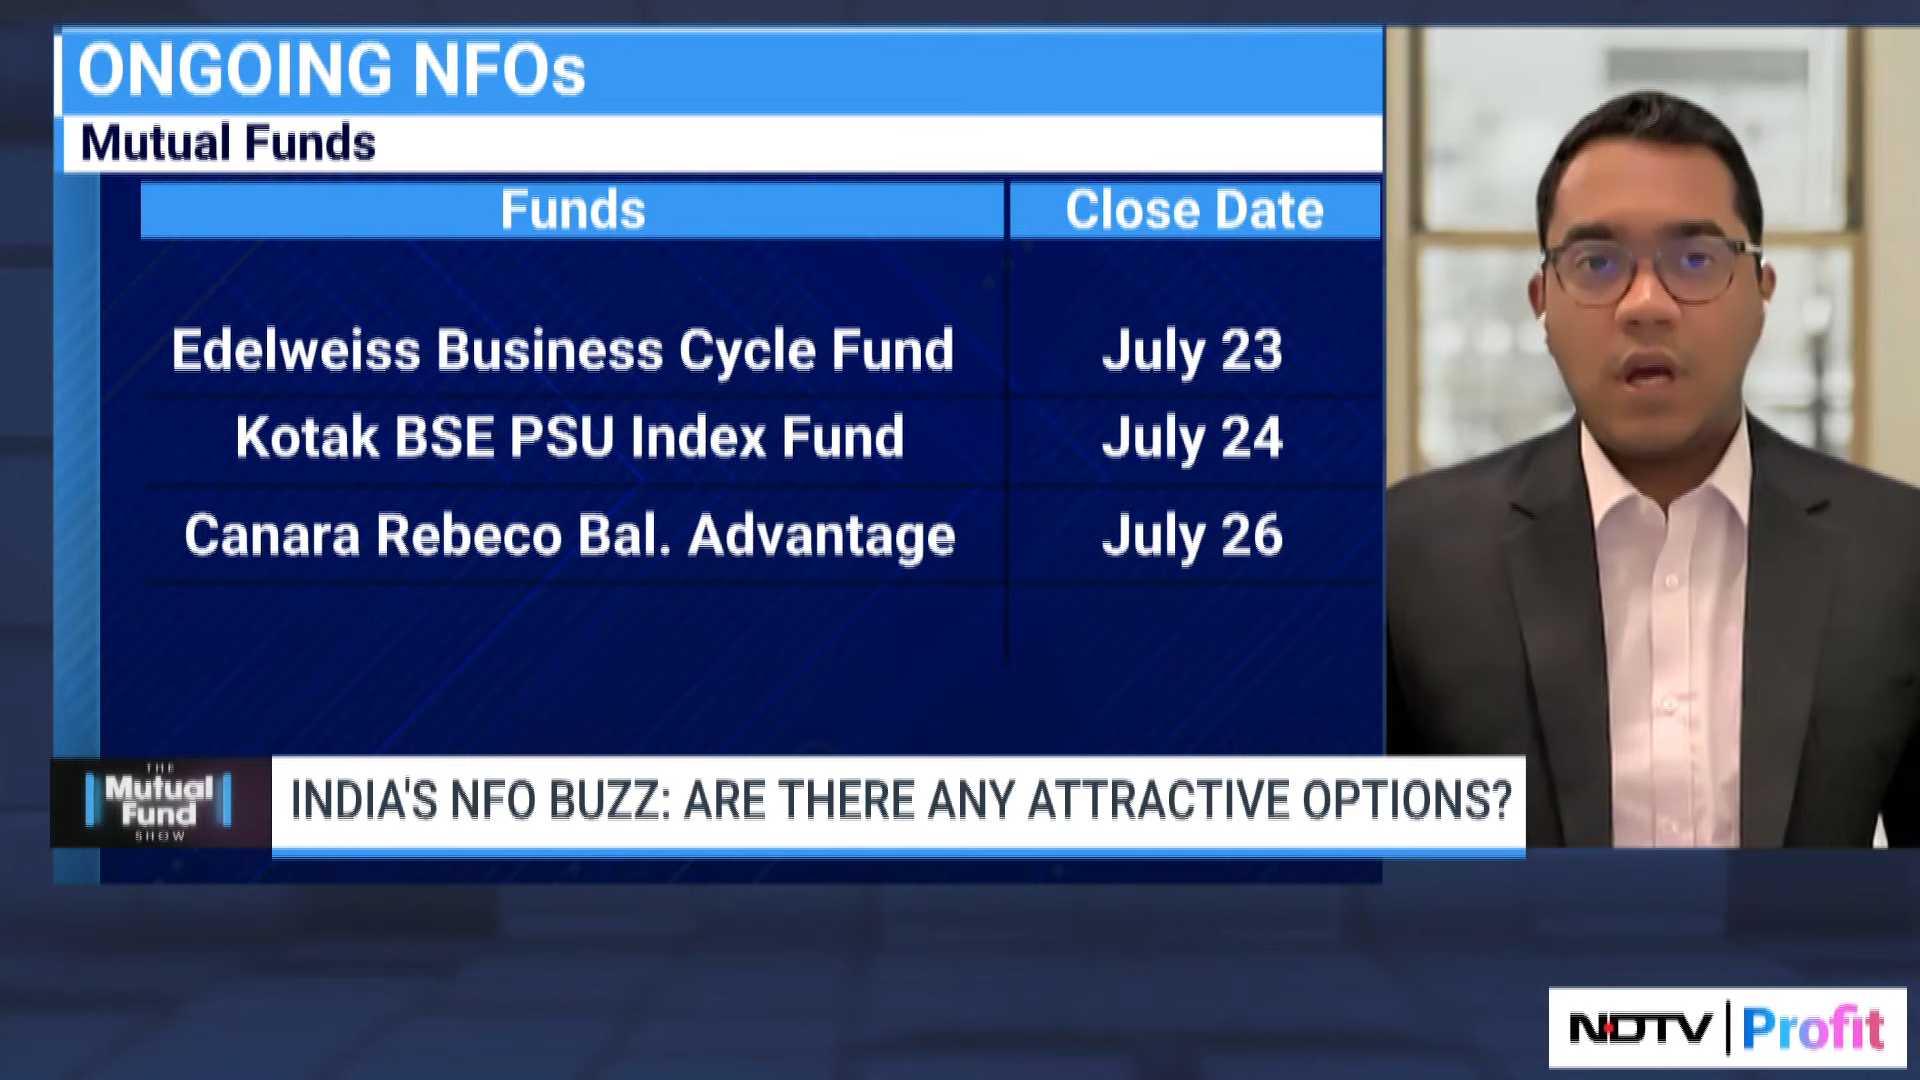 ONGOING NFOs
Mutual Funds
Funds Close Date
Edelweiss Business Cycle Fund July 23
Kotak BSE PSU Index Fund July 24
Canara Rebeco Bal. Advantage July 26
THE
Mutual
Fund
SHOW
INDIA'S NFO BUZZ: ARE THERE ANY ATTRACTIVE OPTIONS?
NDTV Profit